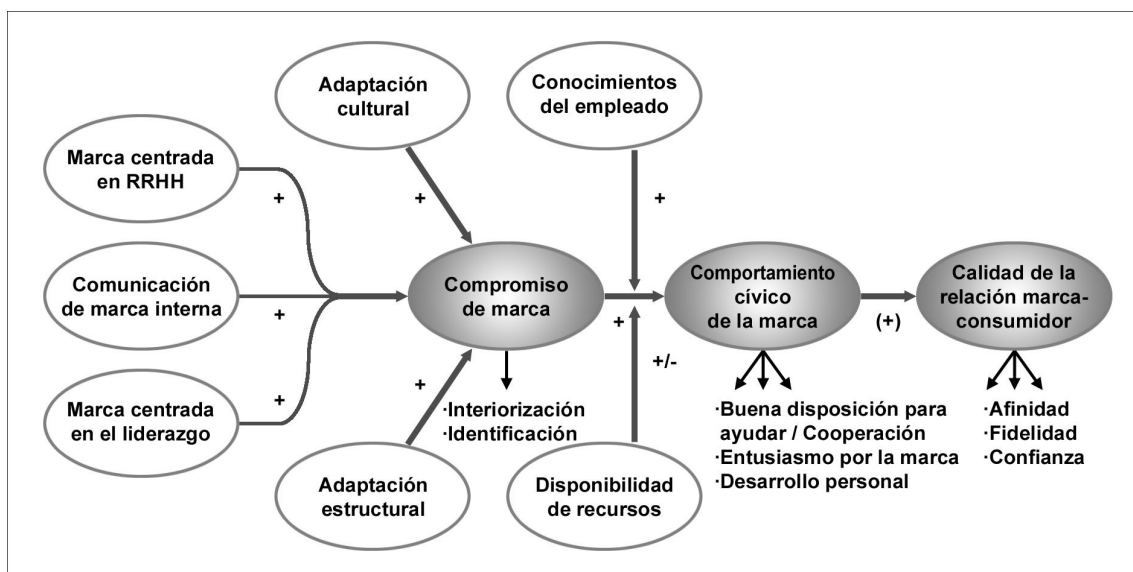 Adaptación
cultural
Conocimientos
del empleado
Marca centrada
en RRHH
+
+
+
Comunicación
de marca interna
+
Compromiso
de marca
+
Comportamiento
cívico
de la marca
(+)
Calidad de la
relación marca-
consumidor
Marca centrada
en el liderazgo
+
+
+/-
·Interiorización
·Identificación
·Buena disposición para
ayudar / Cooperación
·Entusiasmo por la marca
·Desarrollo personal
·Afinidad
·Fidelidad
·Confianza
Adaptación
estructural
Disponibilidad
de recursos